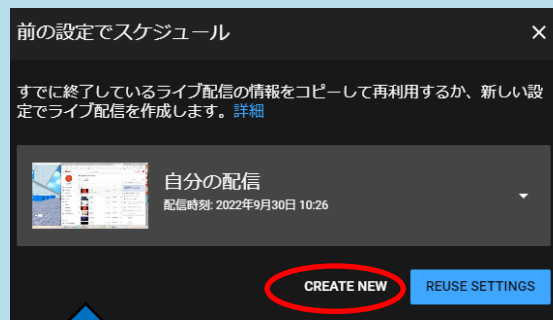 前の設定でスケジュール
すでに終了しているライブ配信の情報をコピーして再利用するか、新しい設
定でライブ配信を作成します。詳細
自分の配信
配信時刻: 2022年9月30日 10:26
CREATE NEW REUSE SETTINGS